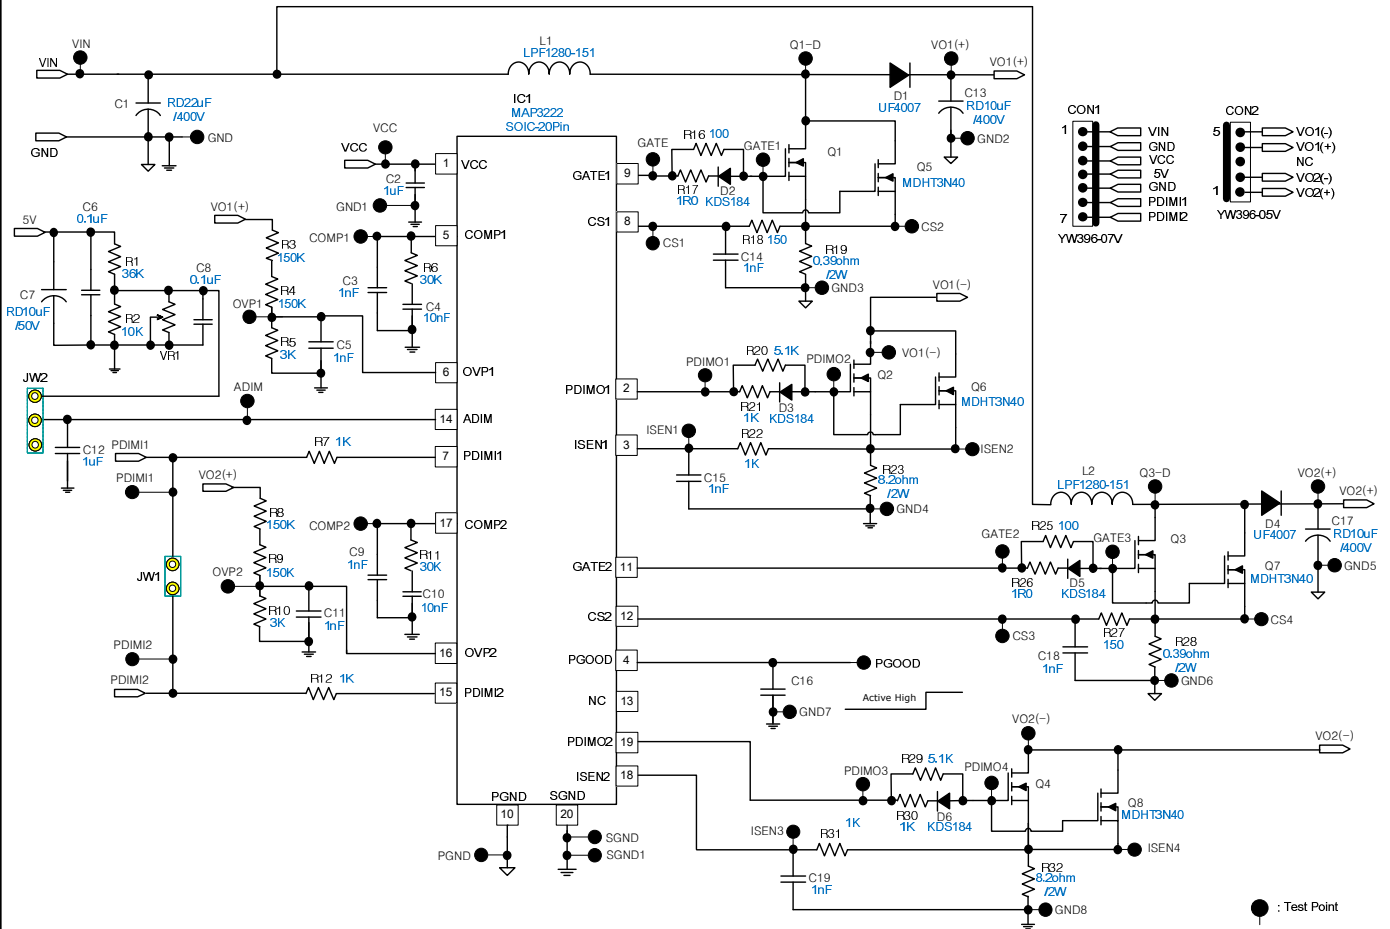 VIN
VIN
C1
RD22uF
/400V
GND
GND
L1
LPF1280-151
Q1-D
VO1(+)
VO1(+)
D1
UF4007
C13
RD10uF
/400V
GND2
CON1
1
7
VIN
GND
VCC
5V
GND
PDIMI1
PDIMI2
YW396-07V
CON2
5
1
VO1(-)
VO1(+)
NC
VO2(-)
VO2(+)
YW396-05V
IC1
MAP3222
SOIC-20Pin
VCC
VCC
C2
1uF
GND1
1
VCC
5
COMP1
6
OVP1
14
ADIM
7
PDIMI1
17
COMP2
16
OVP2
15
PDIMI2
9
GATE1
8
CS1
2
PDIMO1
3
ISEN1
11
GATE2
12
CS2
4
PGOOD
13
NC
19
PDIMO2
18
ISEN2
PGND
10
SGND
20
PGND
SGND
SGND1
COMP1
C3
1nF
R6
30K
C4
10nF
VO1(+)
R3
150K
R4
150K
OVP1
R5
3K
C5
1nF
5V
C6
0.1uF
C7
RD10uF
/50V
R1
36K
R2
10K
C8
0.1uF
VR1
JW2
ADIM
C12
1uF
PDIMI1
PDIMI1
R7 1K
VO2(+)
R8
150K
R9
150K
OVP2
R10
3K
C11
1nF
COMP2
C9
1nF
R11
30K
C10
10nF
JW1
PDIMI2
PDIMI2
R12 1K
GATE
R16 100
R17
1R0
D2
KDS184
GATE1
Q1
Q5
MDHT3N40
CS1
R18 150
C14
1nF
CS2
R19
0.39ohm
/2W
GND3
VO1(-)
VO1(-)
PDIMO1
R20 5.1K
R21
1K
D3
KDS184
PDIMO2
Q2
Q6
MDHT3N40
ISEN1
R22
1K
C15
1nF
ISEN2
R23
8.2ohm
/2W
GND4
L2
LPF1280-151
Q3-D
VO2(+)
VO2(+)
D4
UF4007
C17
RD10uF
/400V
GND5
GATE2
R25 100
R26
1R0
D5
KDS184
GATE3
Q3
Q7
MDHT3N40
CS3
R27
150
C18
1nF
CS4
R28
0.39ohm
/2W
GND6
PGOOD
C16
GND7
Active High
VO2(-)
VO2(-)
PDIMO3
1K
R29 5.1K
R30
1K
D6
KDS184
PDIMO4
Q4
Q8
MDHT3N40
ISEN3
R31
C19
1nF
ISEN4
R32
8.2ohm
/2W
GND8
: Test Point